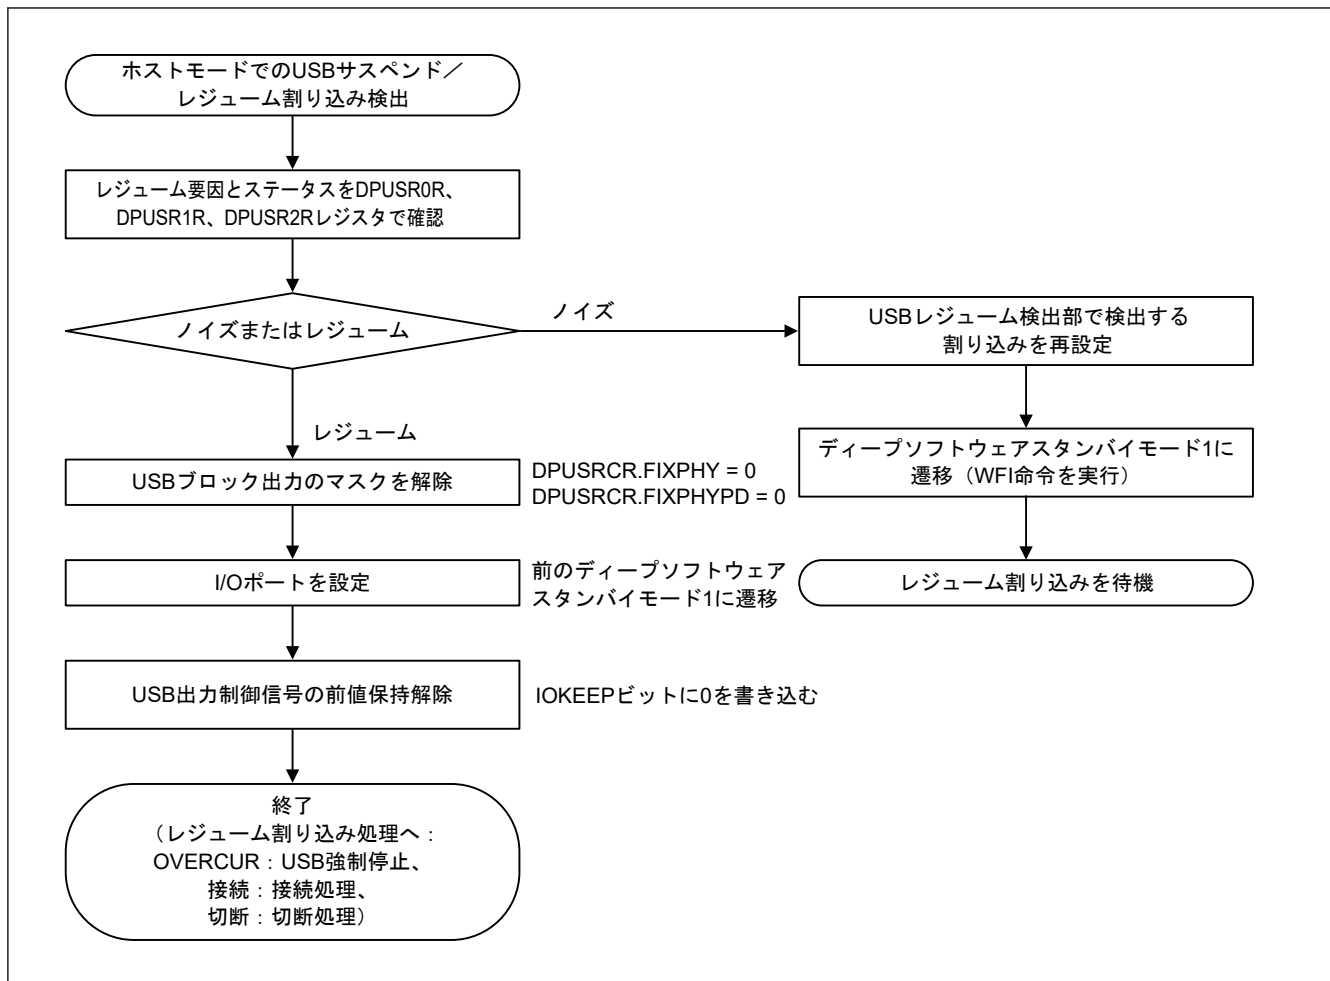 ホストモードでのUSBサスペンド／
レジューム割り込み検出
レジューム要因とステータスをDPUSR0R、
DPUSR1R、DPUSR2Rレジスタで確認
ノイズまたはレジューム
ノイズ
USBレジューム検出部で検出する
割り込みを再設定
ディープソフトウェアスタンバイモード1に
遷移（WFI命令を実行）
レジューム割り込みを待機
レジューム
USBブロック出力のマスクを解除
DPUSRCR.FIXPHY = 0
DPUSRCR.FIXPHYPD = 0
I/Oポートを設定
前のディープソフトウェア
スタンバイモード1に遷移
USB出力制御信号の前値保持解除
IOKEEPビットに0を書き込む
終了
（レジューム割り込み処理へ：
OVERCUR：USB強制停止、
接続：接続処理、
切断：切断処理）